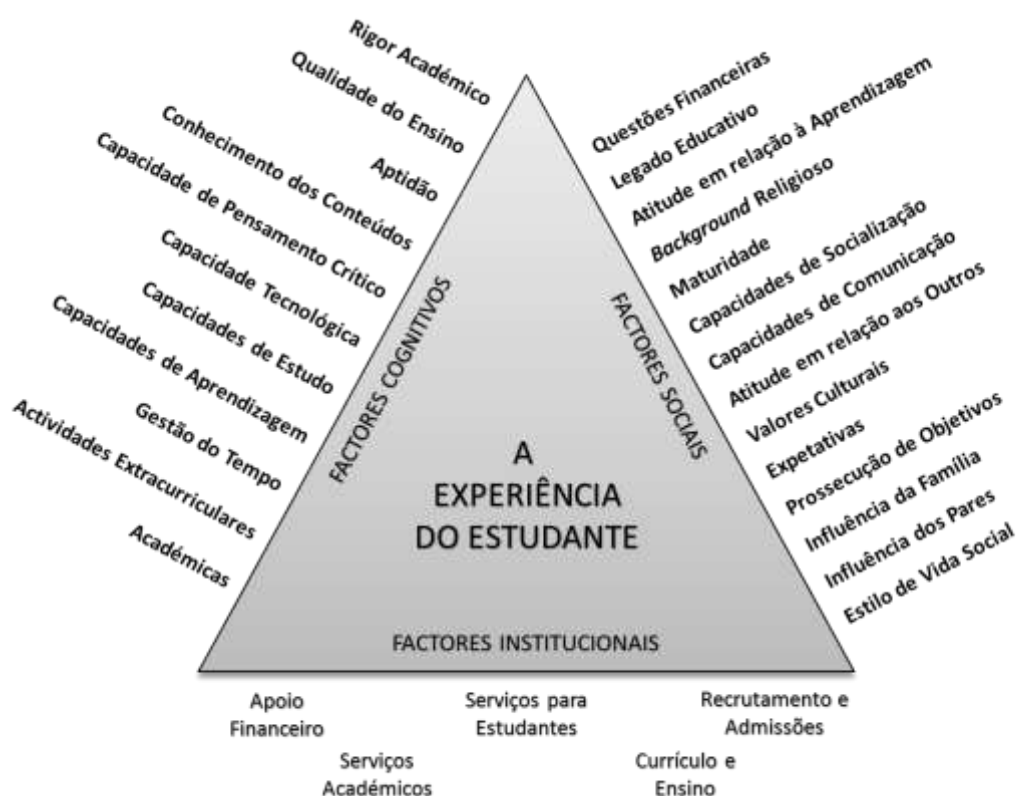 Rigor Académico
Qualidade do Ensino
Aptidão
Conhecimento dos Conteúdos
Capacidade de Pensamento Crítico
Capacidade Tecnológica
Capacidades de Estudo
Capacidades de Aprendizagem
Gestão do Tempo
Actividades Extracurriculares
Académicas
FACTORES COGNITIVOS
Questões Financeiras
Legado Educativo
Atitude em relação à Aprendizagem
Background Religioso
Maturidade
Capacidades de Socialização
Capacidades de Comunicação
Atitude em relação aos Outros
Valores Culturais
Expetativas
Prossecução de Objetivos
Influência da Família
Influência dos Pares
Estilo de Vida Social
FACTORES SOCIAIS
A
EXPERIÊNCIA
DO ESTUDANTE
FACTORES INSTITUCIONAIS
Apoio
Financeiro
Serviços
Académicos
Serviços para
Estudantes
Currículo e
Ensino
Recrutamento e
Admissões